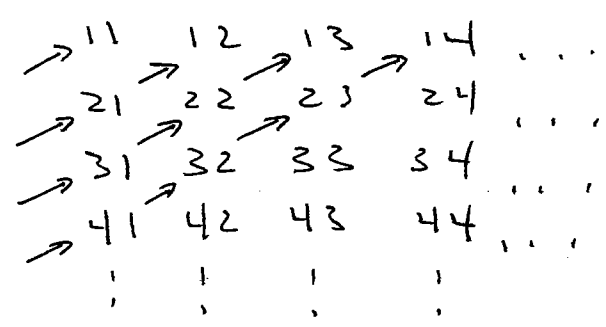 11 12 13 14 . . .
21 22 23 24 . . .
31 32 33 34 . . .
41 42 43 44 . . .